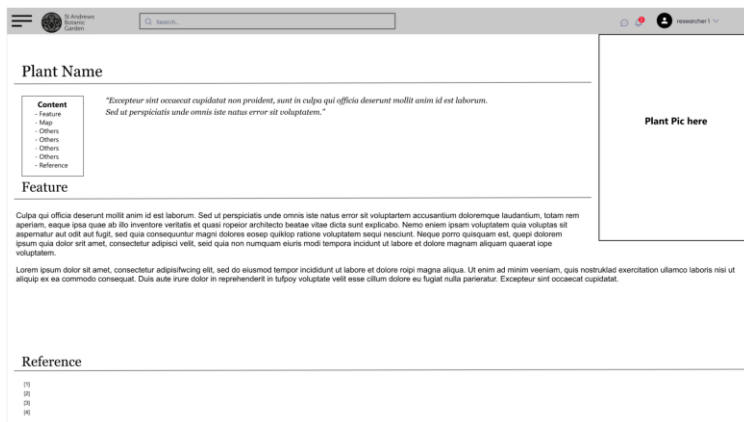 St Andrews
Botanic
Garden
Search..
2
researcher1
Plant Name
Plant Pic here
Content
- Feature
- Map
- Others
- Others
- Others
- Others
- Reference
"Excepteur sint occaecat cupidatat non proident, sunt in culpa qui officia deserunt mollit anim id est laborum.
Sed ut perspiciatis unde omnis iste natus error sit voluptatem."
Feature
Culpa qui officia deserunt mollit anim id est laborum. Sed ut perspiciatis unde omnis iste natus error sit voluptartem accusantium doloremque laudantium, totam rem
aperiam, eaque ipsa quae ab illo inventore veritatis et quasi ropeior architecto beatae vitae dicta sunt explicabo. Nemo eniem ipsam voluptatem quia voluptas sit
aspernatur aut odit aut fugit, sed quia consequuntur magni dolores eosep quiklop ratione voluptatem sequi nesciunt. Neque porro quisquam est, quepi dolorem
ipsum quia dolor srit amet, consectetur adipisci velit, seid quia non numquam eiuris modi tempora incidunt ut labore et dolore magnam aliquam quaerat iope
voluptatem.
Lorem ipsum dolor sit amet, consectetur adipisifwcing elit, sed do eiusmod tempor incididunt ut labore et dolore roipi magna aliqua. Ut enim ad minim veeniam, quis nostruklad exercitation ullamco laboris nisi ut
aliquip ex ea commodo consequat. Duis aute irure dolor in reprehenderit in tufpoy voluptate velit esse cillum dolore eu fugiat nulla parieratur. Excepteur sint occaecat cupidatat.
Reference
[1]
[2]
[3]
[4]